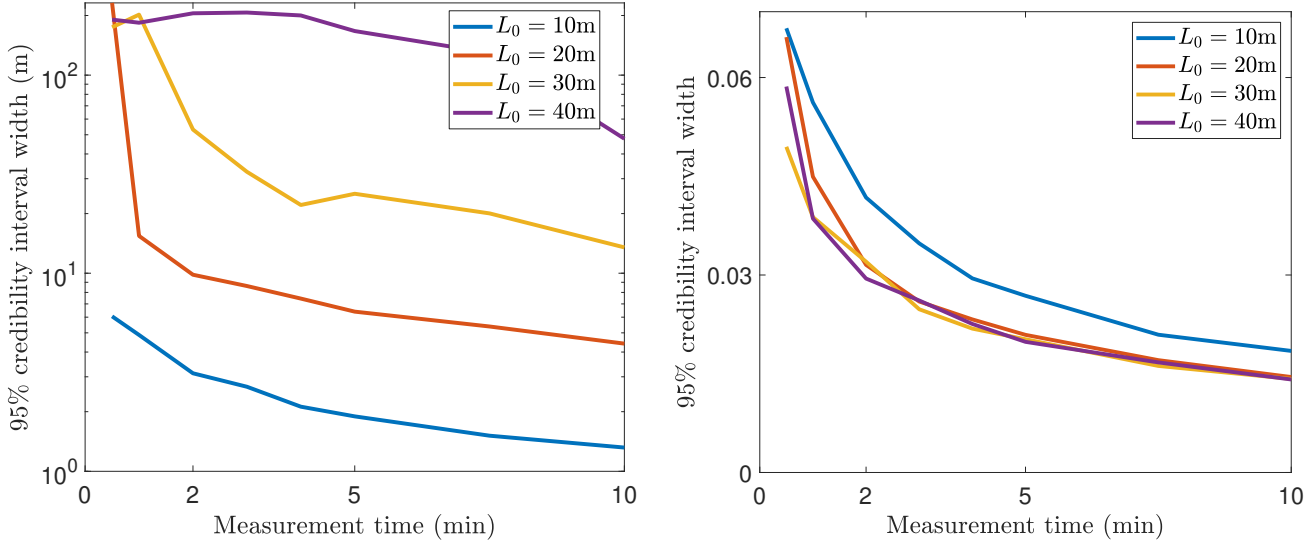 95% credibility interval width (m)
10²
10¹
10⁰
0 2 5 10
Measurement time (min)
L₀ = 10m
L₀ = 20m
L₀ = 30m
L₀ = 40m
95% credibility interval width
0.06
0.03
0
0 2 5 10
Measurement time (min)
L₀ = 10m
L₀ = 20m
L₀ = 30m
L₀ = 40m